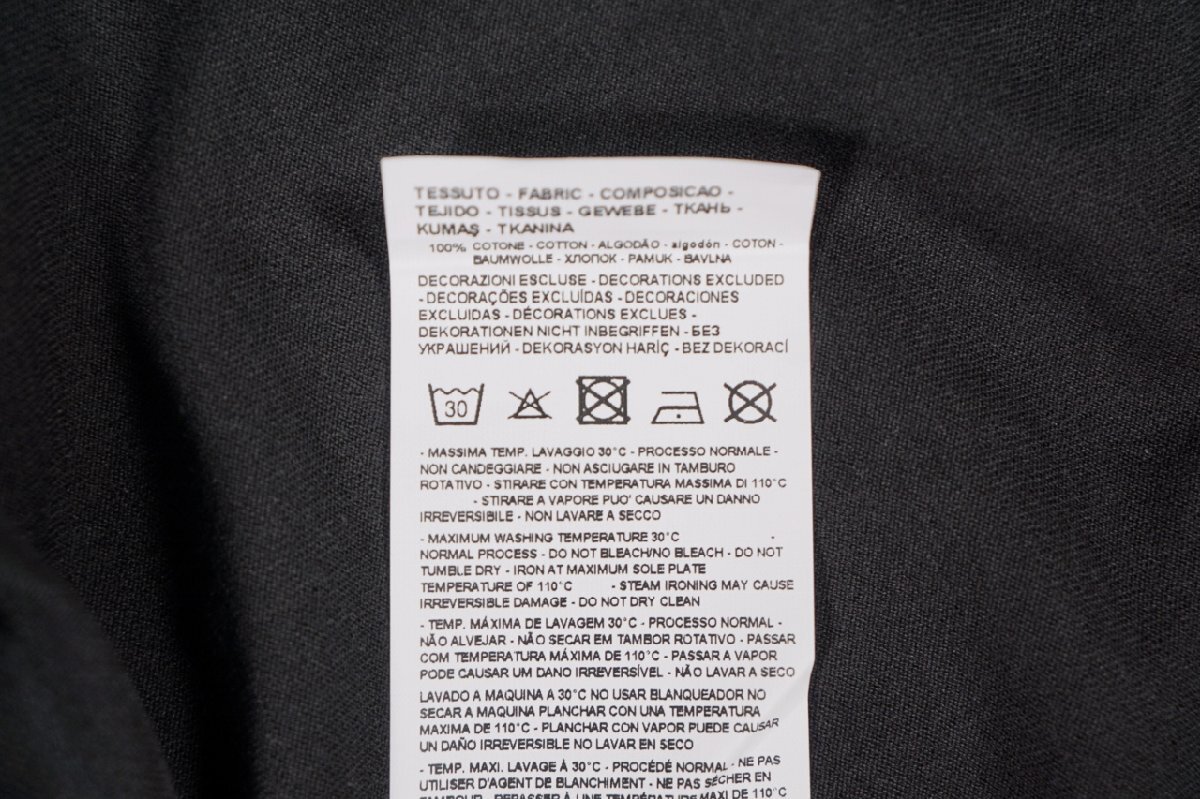 TESSUTO - FABRIC - COMPOSICAO -
TEJIDO - TISSUS - GEWEBE - ТКАНЬ -
KUMAŞ - TKANINA
100% COTONE - COTTON - ALGODÃO - algodón - COTON -
BAUMWOLLE - ХЛОПОК - PAMUK - BAVLNA
DECORAZIONI ESCLUSE - DECORATIONS EXCLUDED
- DECORAÇÕES EXCLUÍDAS - DECORACIONES
EXCLUIDAS - DÉCORATIONS EXCLUES -
DEKORATIONEN NICHT INBEGRIFFEN - БЕЗ
УКРАШЕНИЙ - DEKORASYON HARİÇ - BEZ DEKORACÍ
30
- MASSIMA TEMP. LAVAGGIO 30°C - PROCESSO NORMALE -
NON CANDEGGIARE - NON ASCIUGARE IN TAMBURO
ROTATIVO - STIRARE CON TEMPERATURA MASSIMA DI 110°C
- STIRARE A VAPORE PUO' CAUSARE UN DANNO
IRREVERSIBILE - NON LAVARE A SECCO
- MAXIMUM WASHING TEMPERATURE 30°C -
NORMAL PROCESS - DO NOT BLEACH/NO BLEACH - DO NOT
TUMBLE DRY - IRON AT MAXIMUM SOLE PLATE
TEMPERATURE OF 110°C - STEAM IRONING MAY CAUSE
IRREVERSIBLE DAMAGE - DO NOT DRY CLEAN
- TEMP. MÁXIMA DE LAVAGEM 30°C - PROCESSO NORMAL -
NÃO ALVEJAR - NÃO SECAR EM TAMBOR ROTATIVO - PASSAR
COM TEMPERATURA MÁXIMA DE 110°C - PASSAR A VAPOR
PODE CAUSAR UM DANO IRREVERSÍVEL - NÃO LAVAR A SECO
LAVADO A MAQUINA A 30°C NO USAR BLANQUEADOR NO
SECAR A MAQUINA PLANCHAR CON UNA TEMPERATURA
MAXIMA DE 110°C - PLANCHAR CON VAPOR PUEDE CAUSAR
UN DAÑO IRREVERSIBLE NO LAVAR EN SECO
- TEMP. MAXI. LAVAGE À 30°C - PROCÉDÉ NORMAL - NE PAS
UTILISER D'AGENT DE BLANCHIMENT - NE PAS SÉCHER EN
TAMBOUR - REPASSER À UNE TEMPÉRATURE MAXI DE 110°C